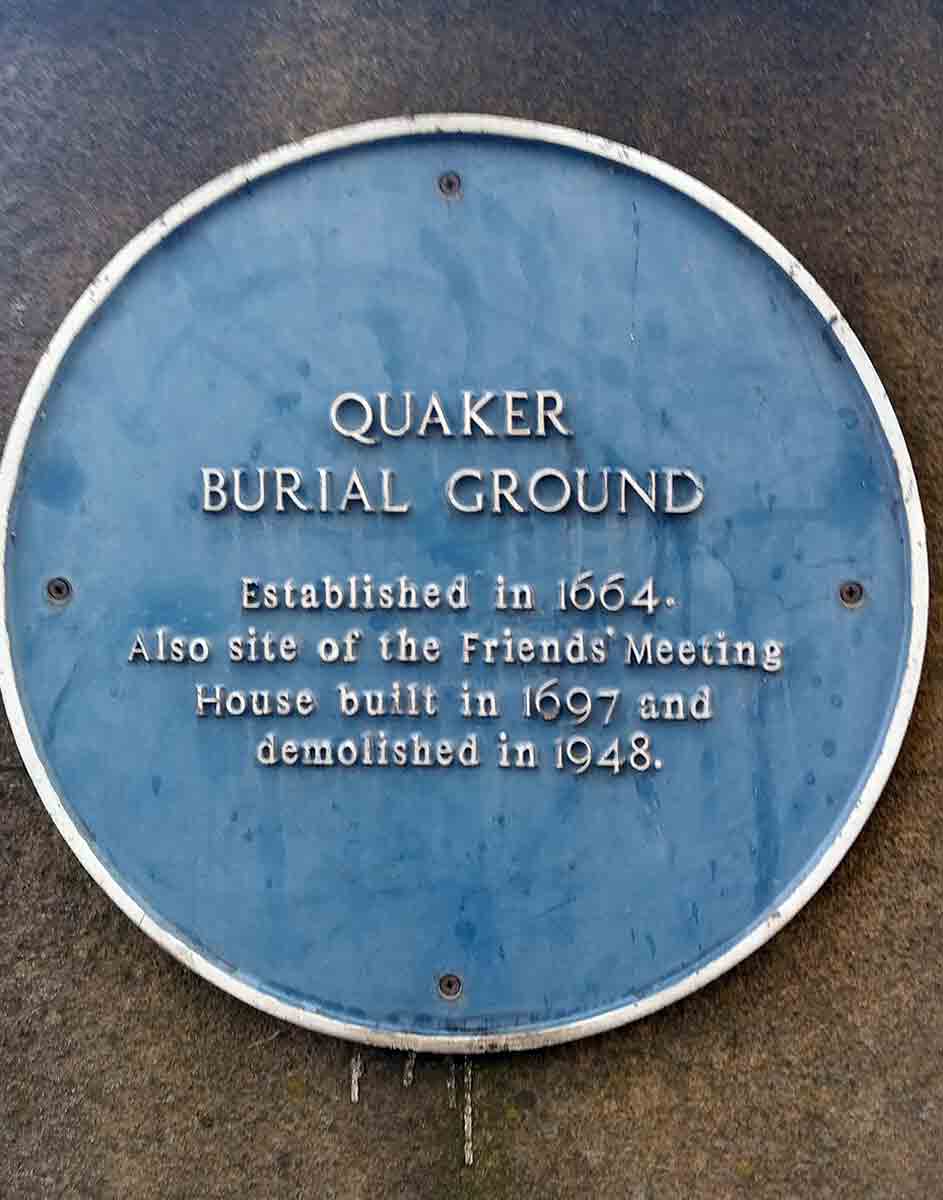 QUAKER
BURIAL GROUND
Established in 1664.
Also site of the Friends' Meeting
House built in 1697 and
demolished in 1948.